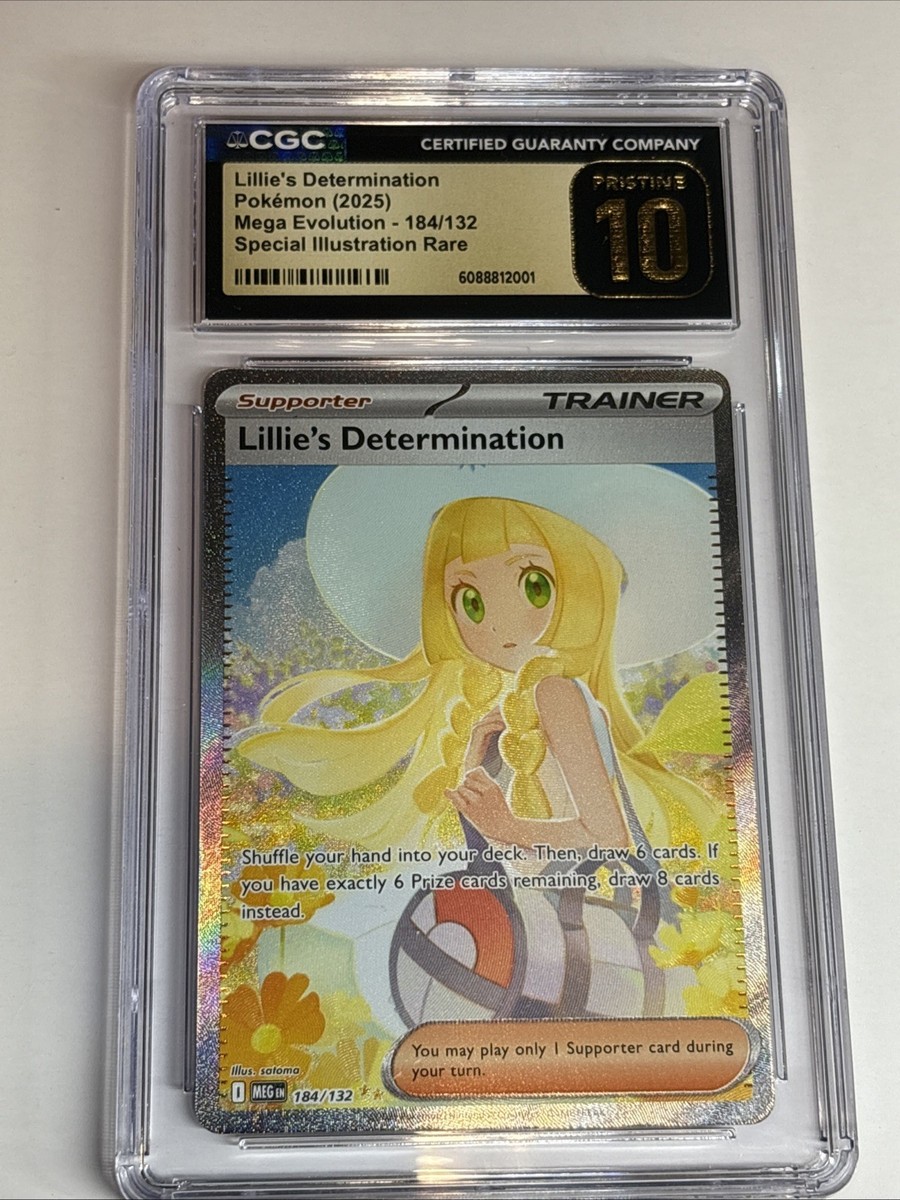 CGC
CERTIFIED GUARANTY COMPANY
Lillie's Determination
Pokémon (2025)
Mega Evolution - 184/132
Special Illustration Rare
6088812001
PRISTINE
10
Supporter
TRAINER
Lillie's Determination
Shuffle your hand into your deck. Then, draw 6 cards. If
you have exactly 6 Prize cards remaining, draw 8 cards
instead.
You may play only 1 Supporter card during
your turn.
Illus. satoma
I MEG EN 184/132